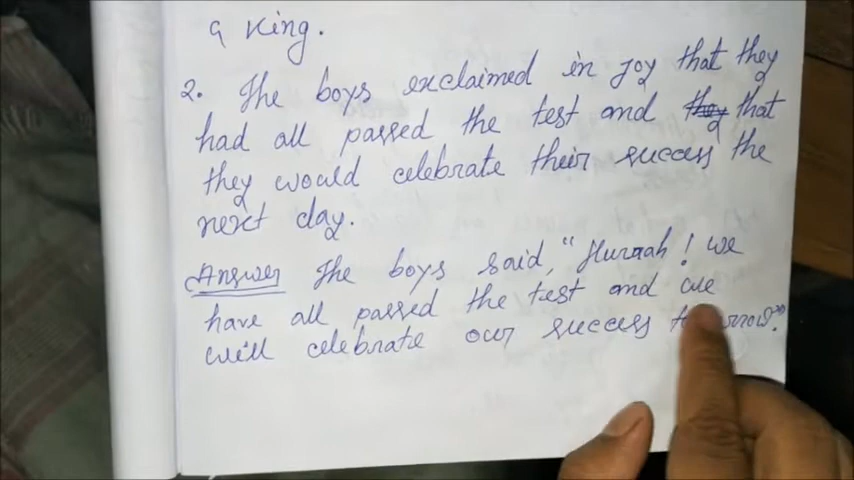 a king.
2. The boys exclaimed in joy that they
had all passed the test and they that
they would celebrate their success the
next day.
Answer The boys said, "Hurrah! we
have all passed the test and we
will celebrate our success